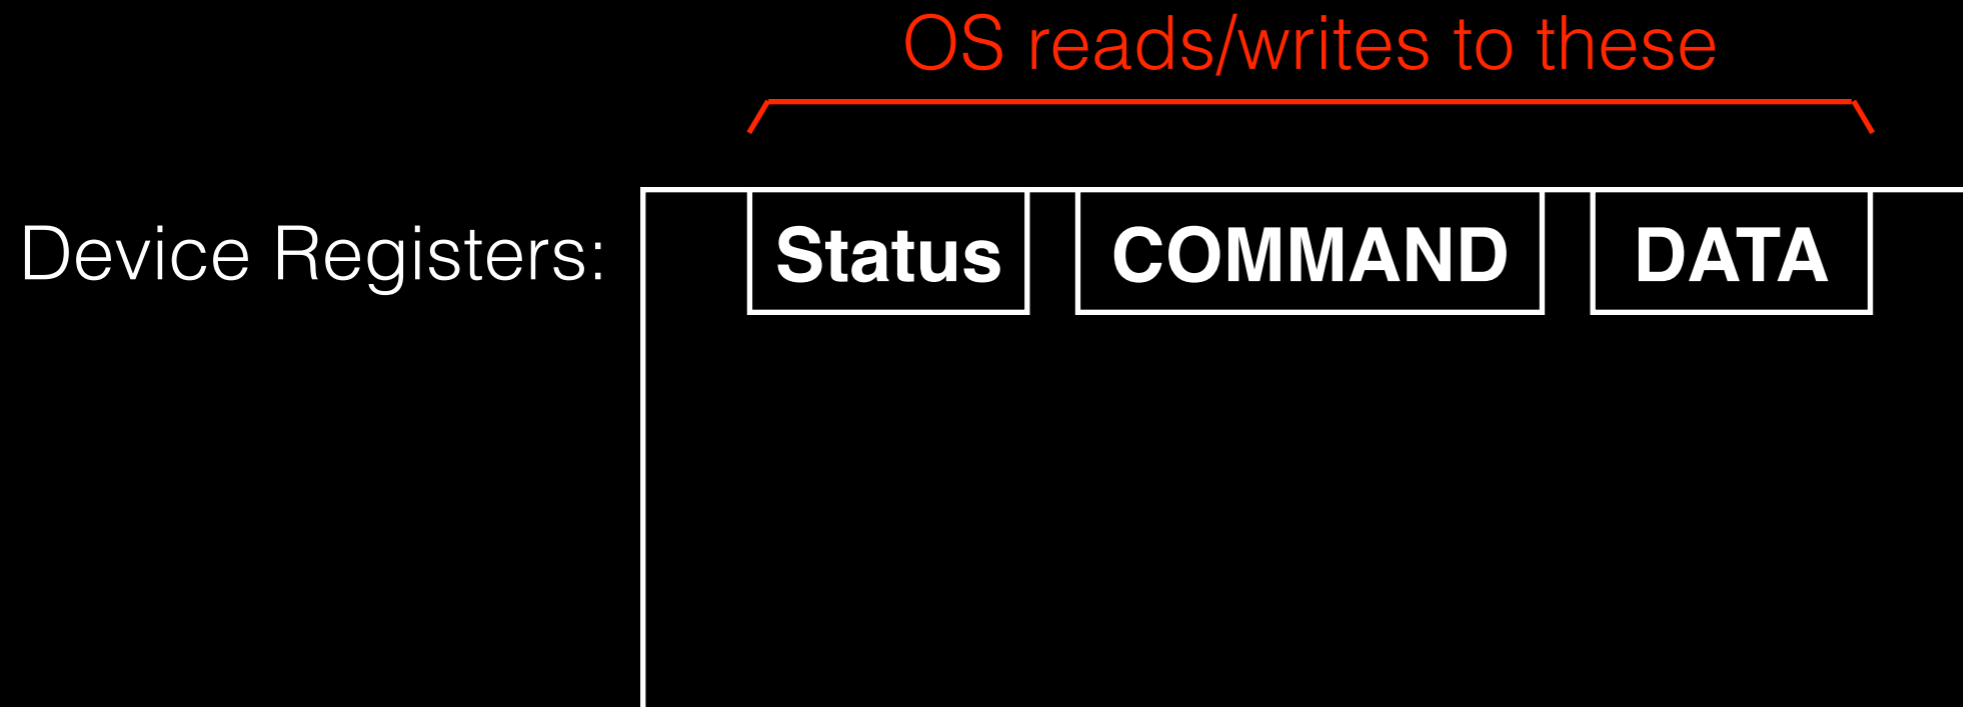 OS reads/writes to these
Device Registers: Status COMMAND DATA